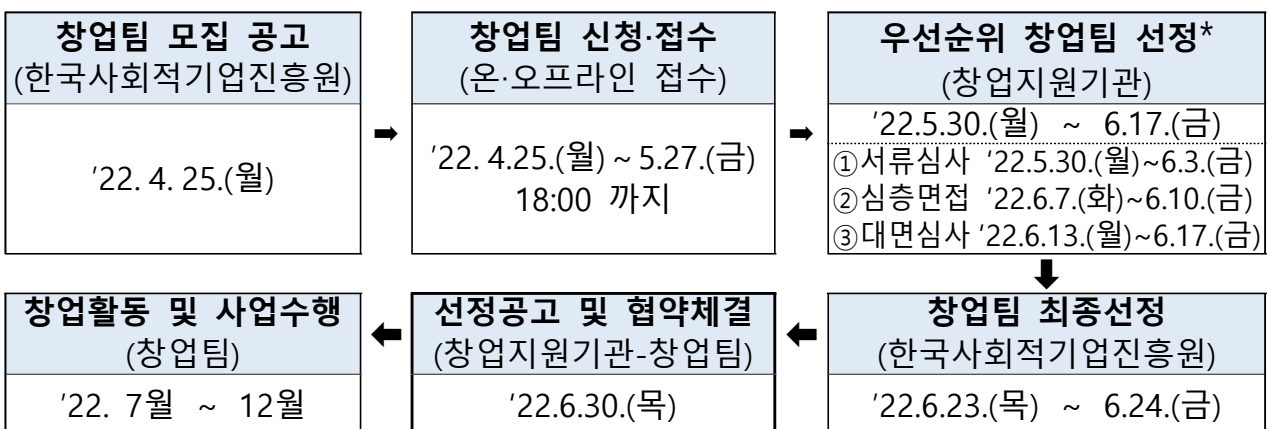 창업팀 모집 공고
(한국사회적기업진흥원)
'22. 4. 25.(월)
➡
창업팀 신청·접수
(온·오프라인 접수)
'22. 4.25.(월) ~ 5.27.(금)
18:00 까지
➡
우선순위 창업팀 선정*
(창업지원기관)
'22.5.30.(월) ~ 6.17.(금)
①서류심사 '22.5.30.(월)~6.3.(금)
②심층면접 '22.6.7.(화)~6.10.(금)
③대면심사 '22.6.13.(월)~6.17.(금)
⬇
창업팀 최종선정
(한국사회적기업진흥원)
'22.6.23.(목) ~ 6.24.(금)
⬅
선정공고 및 협약체결
(창업지원기관-창업팀)
'22.6.30.(목)
⬅
창업활동 및 사업수행
(창업팀)
'22. 7월 ~ 12월